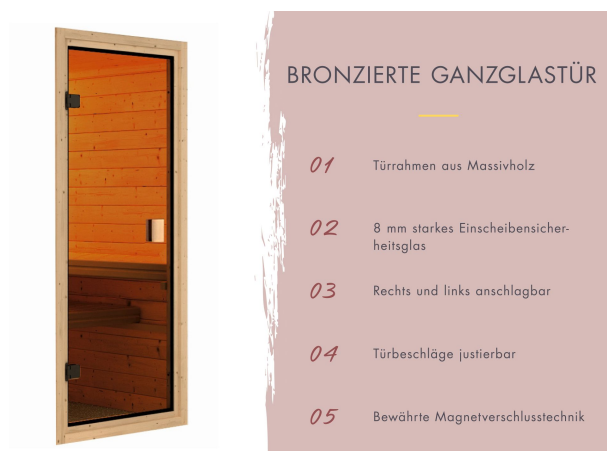 BRONZIERTE GANZGLASTÜR
01 Türrahmen aus Massivholz
02 8 mm starkes Einscheibensicher-
heitsglas
03 Rechts und links anschlagbar
04 Türbeschläge justierbar
05 Bewährte Magnetverschlusstechnik